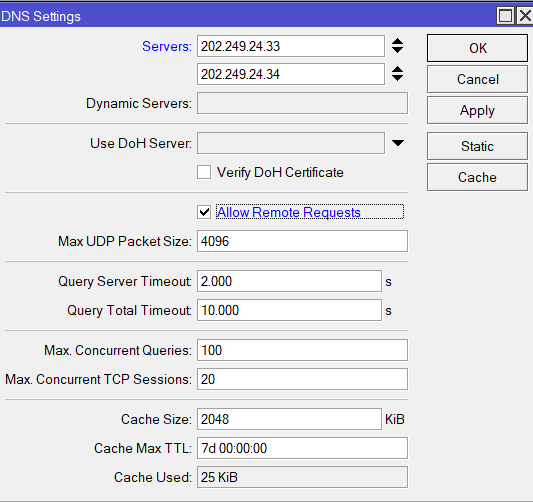 DNS Settings
Servers: 202.249.24.33
202.249.24.34
Dynamic Servers:
Use DoH Server:
Verify DoH Certificate
Allow Remote Requests
Max UDP Packet Size: 4096
Query Server Timeout: 2.000 s
Query Total Timeout: 10.000 s
Max. Concurrent Queries: 100
Max. Concurrent TCP Sessions: 20
Cache Size: 2048 KiB
Cache Max TTL: 7d 00:00:00
Cache Used: 25 KiB
OK
Cancel
Apply
Static
Cache